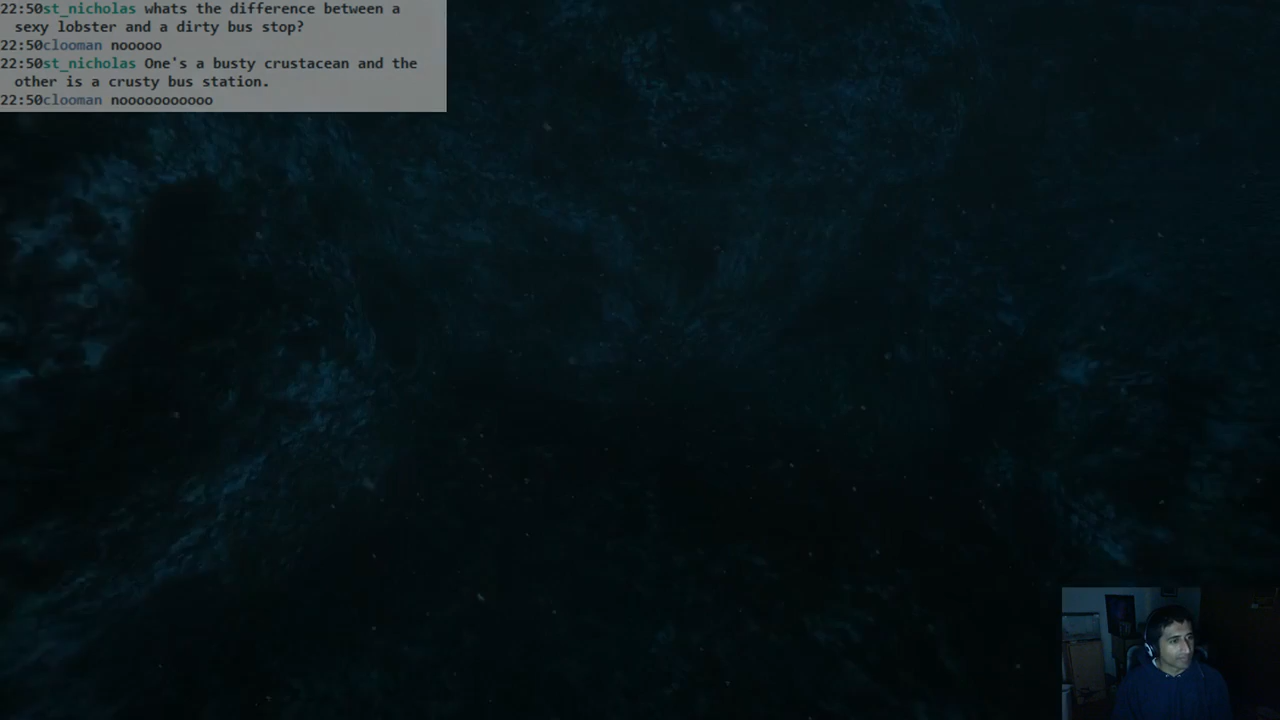 22:50st_nicholas whats the difference between a
sexy lobster and a dirty bus stop?
22:50clooman nooooo
22:50st_nicholas One's a busty crustacean and the
other is a crusty bus station.
22:50clooman nooooooooooo